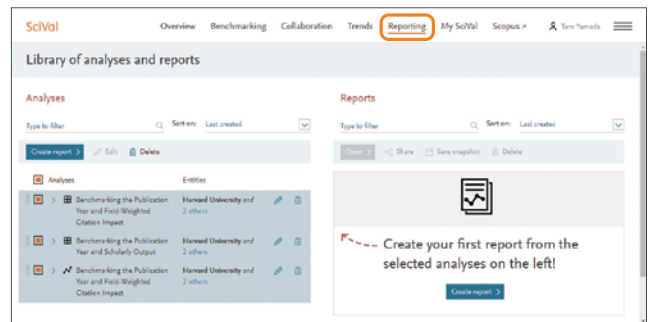 SciVal
Overview Benchmarking Collaboration Trends Reporting My SciVal Scopus Taro Yamada
Library of analyses and reports
Analyses
Type to filter Sort on: Last created
Create report > Edit Delete
Analyses Entities
Benchmarking the Publication Harvard University and
Year and Field-Weighted 2 others
Citation Impact
Benchmarking the Publication Harvard University and
Year and Scholarly Output 2 others
Benchmarking the Publication Harvard University and
Year and Field-Weighted 2 others
Citation Impact
Reports
Type to filter Sort on: Last created
Open > Share Save snapshot Delete
Create your first report from the
selected analyses on the left!
Create report >